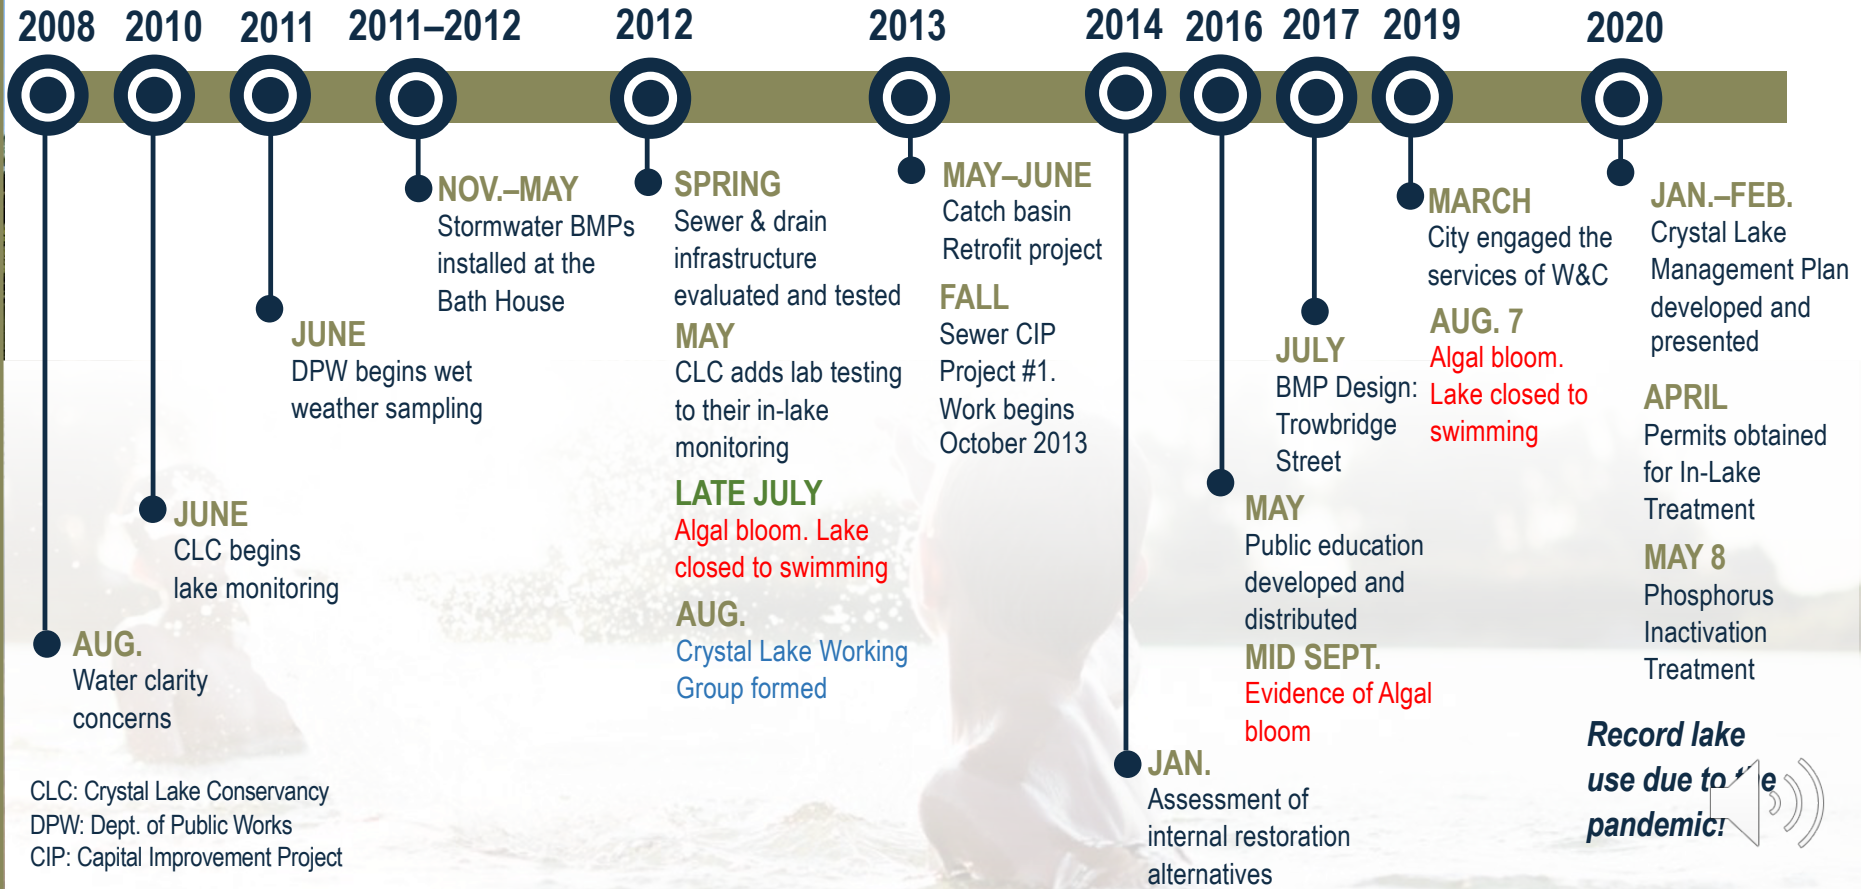 2008
2010
2011
2011–2012
2012
2013
2014
2016
2017
2019
2020
AUG.
Water clarity
concerns
JUNE
CLC begins
lake monitoring
JUNE
DPW begins wet
weather sampling
NOV.–MAY
Stormwater BMPs
installed at the
Bath House
SPRING
Sewer & drain
infrastructure
evaluated and tested
MAY
CLC adds lab testing
to their in-lake
monitoring
LATE JULY
Algal bloom. Lake
closed to swimming
AUG.
Crystal Lake Working
Group formed
MAY–JUNE
Catch basin
Retrofit project
FALL
Sewer CIP
Project #1.
Work begins
October 2013
JAN.
Assessment of
internal restoration
alternatives
MAY
Public education
developed and
distributed
MID SEPT.
Evidence of Algal
bloom
JULY
BMP Design:
Trowbridge
Street
MARCH
City engaged the
services of W&C
AUG. 7
Algal bloom.
Lake closed to
swimming
JAN.–FEB.
Crystal Lake
Management Plan
developed and
presented
APRIL
Permits obtained
for In-Lake
Treatment
MAY 8
Phosphorus
Inactivation
Treatment
Record lake
use due to the
pandemic!
CLC: Crystal Lake Conservancy
DPW: Dept. of Public Works
CIP: Capital Improvement Project